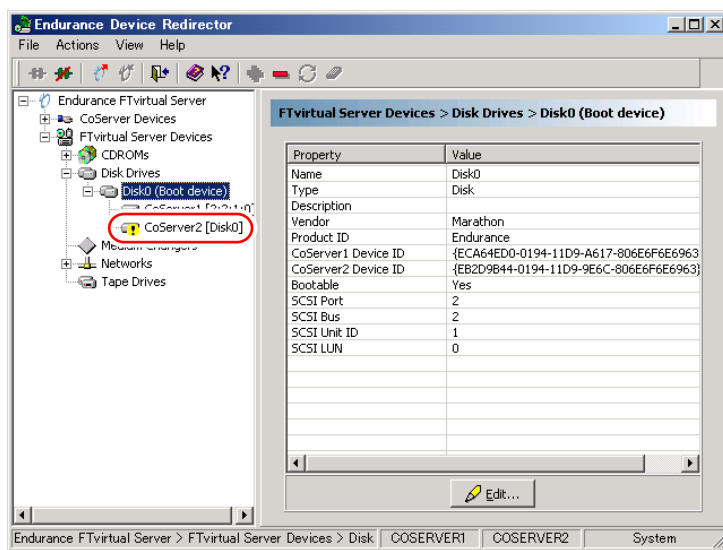 Endurance Device Redirector
File Actions View Help
Endurance FTvirtual Server
CoServer Devices
FTvirtual Server Devices
CDROMs
Disk Drives
Disk0 (Boot device)
CoServer2 [Disk0]
Medium Changers
Networks
Tape Drives
FTvirtual Server Devices > Disk Drives > Disk0 (Boot device)
Property Value
Name Disk0
Type Disk
Description
Vendor Marathon
Product ID Endurance
CoServer1 Device ID {ECA64ED0-0194-11D9-A617-806E6F6E6963
CoServer2 Device ID {EB2D9B44-0194-11D9-9E6C-806E6F6E6963}
Bootable Yes
SCSI Port 2
SCSI Bus 2
SCSI Unit ID 1
SCSI LUN 0
Edit...
Endurance FTvirtual Server > FTvirtual Server Devices > Disk COSERVER1 COSERVER2 System